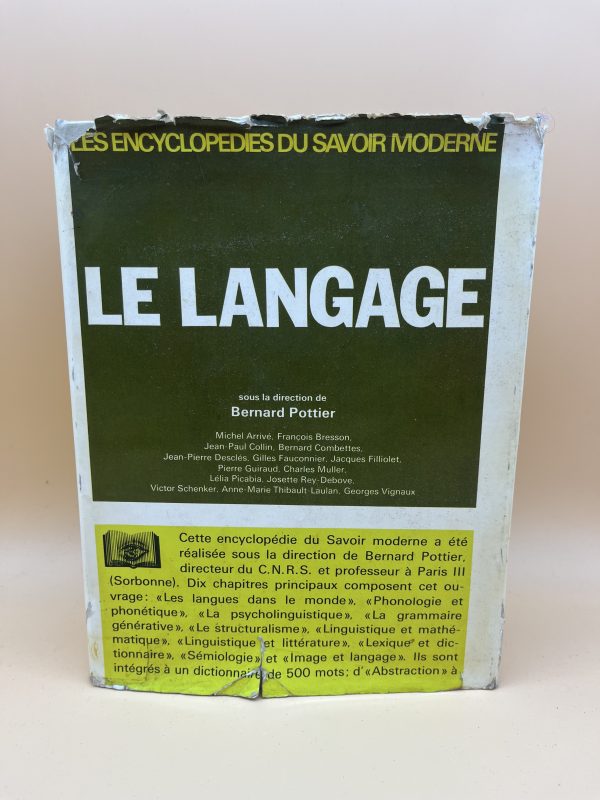 LES ENCYCLOPEDIES DU SAVOIR MODERNE
LE LANGAGE
sous la direction de
Bernard Pottier
Michel Arrivé, François Bresson,
Jean-Paul Collin, Bernard Combettes,
Jean-Pierre Desclés, Gilles Fauconnier, Jacques Filliolet,
Pierre Guiraud, Charles Muller,
Lélia Picabia, Josette Rey-Debove,
Victor Schenker, Anne-Marie Thibault-Laulan, Georges Vignaux
Cette encyclopédie du Savoir moderne a été
réalisée sous la direction de Bernard Pottier,
directeur du C.N.R.S. et professeur à Paris III
(Sorbonne). Dix chapitres principaux composent cet ou-
vrage: «Les langues dans le monde», «Phonologie et
phonétique», «La psycholinguistique», «La grammaire
générative», «Le structuralisme», «Linguistique et mathé-
matique», «Linguistique et littérature», «Lexique et dic-
tionnaire», «Sémiologie» et «Image et langage». Ils sont
intégrés à un dictionnaire de 500 mots; d'«Abstraction» à